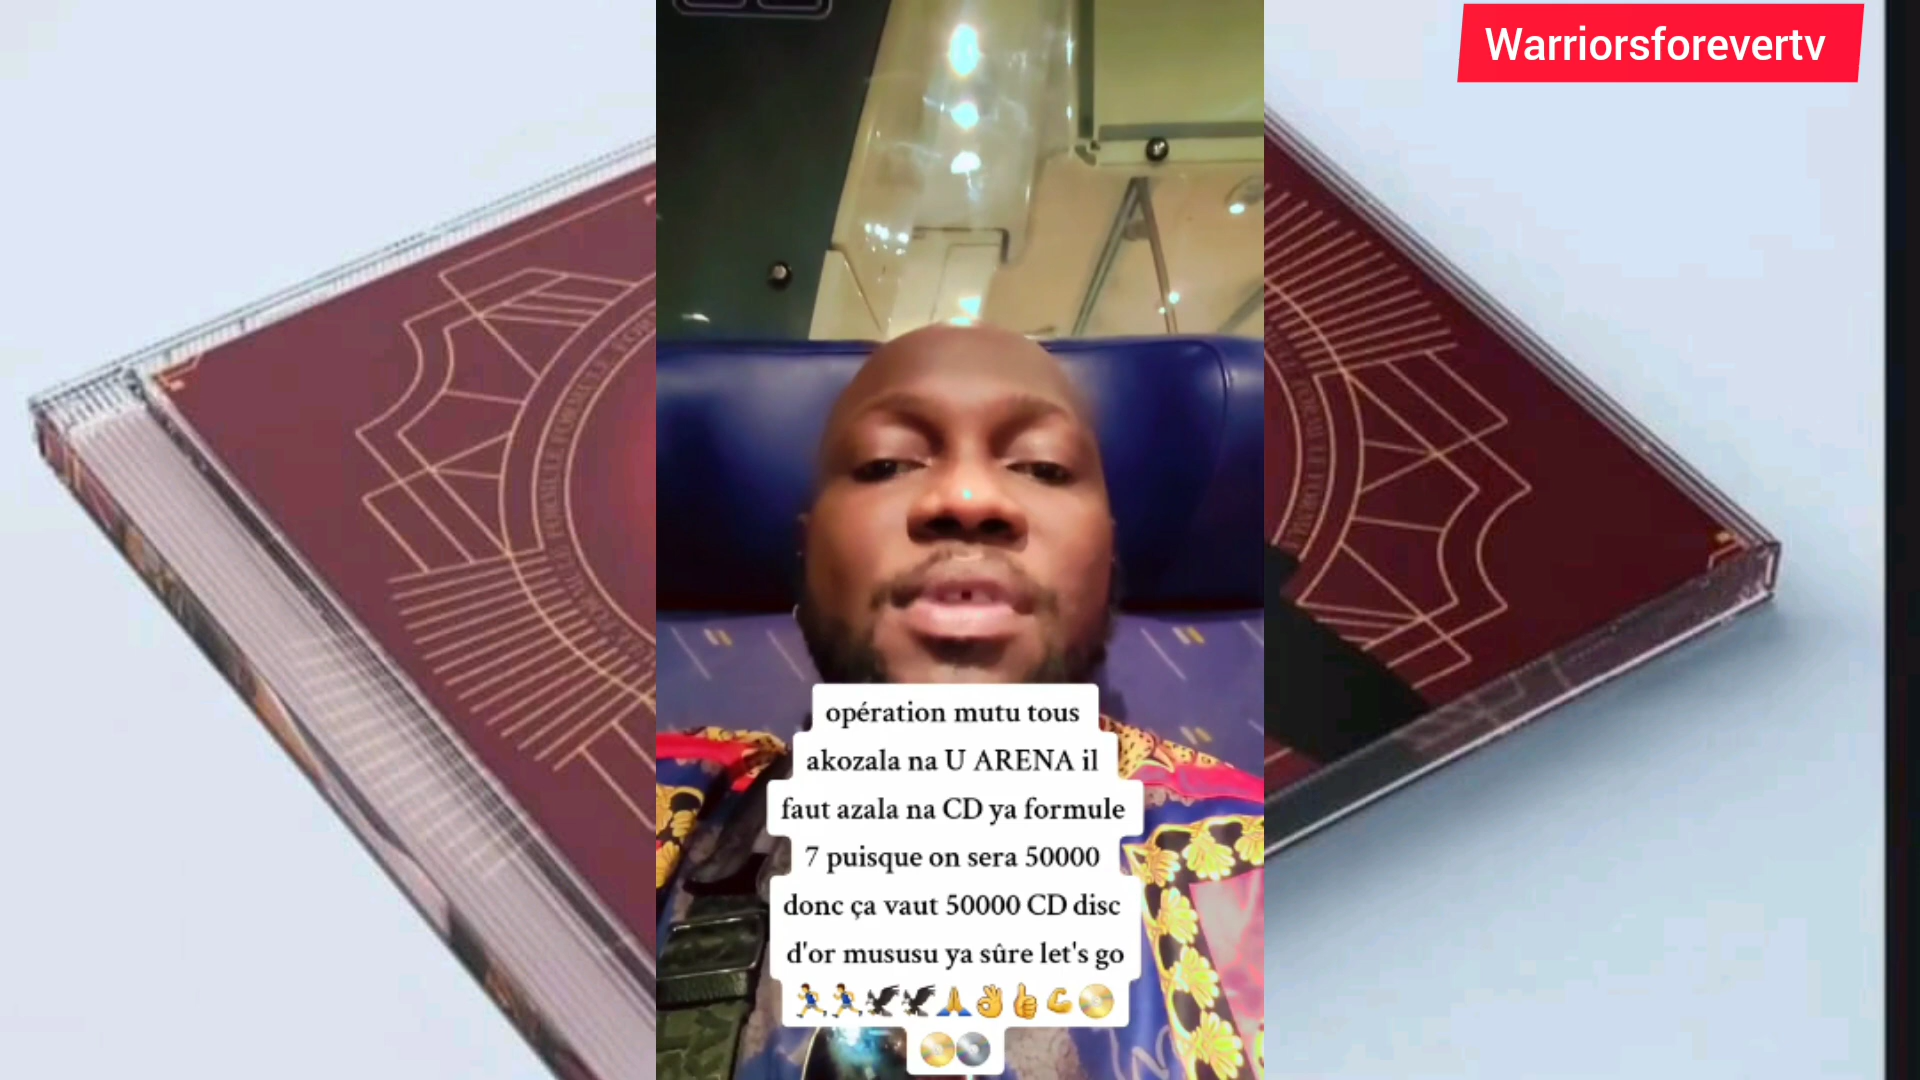 Warriorsforevertv
opération mutu tous
akozala na U ARENA il
faut azala na CD ya formule
7 puisque on sera 50000
donc ça vaut 50000 CD disc
d'or mususu ya sûre let's go
🏃🏃🦅🦅🙏👌👍💪📀
📀💿